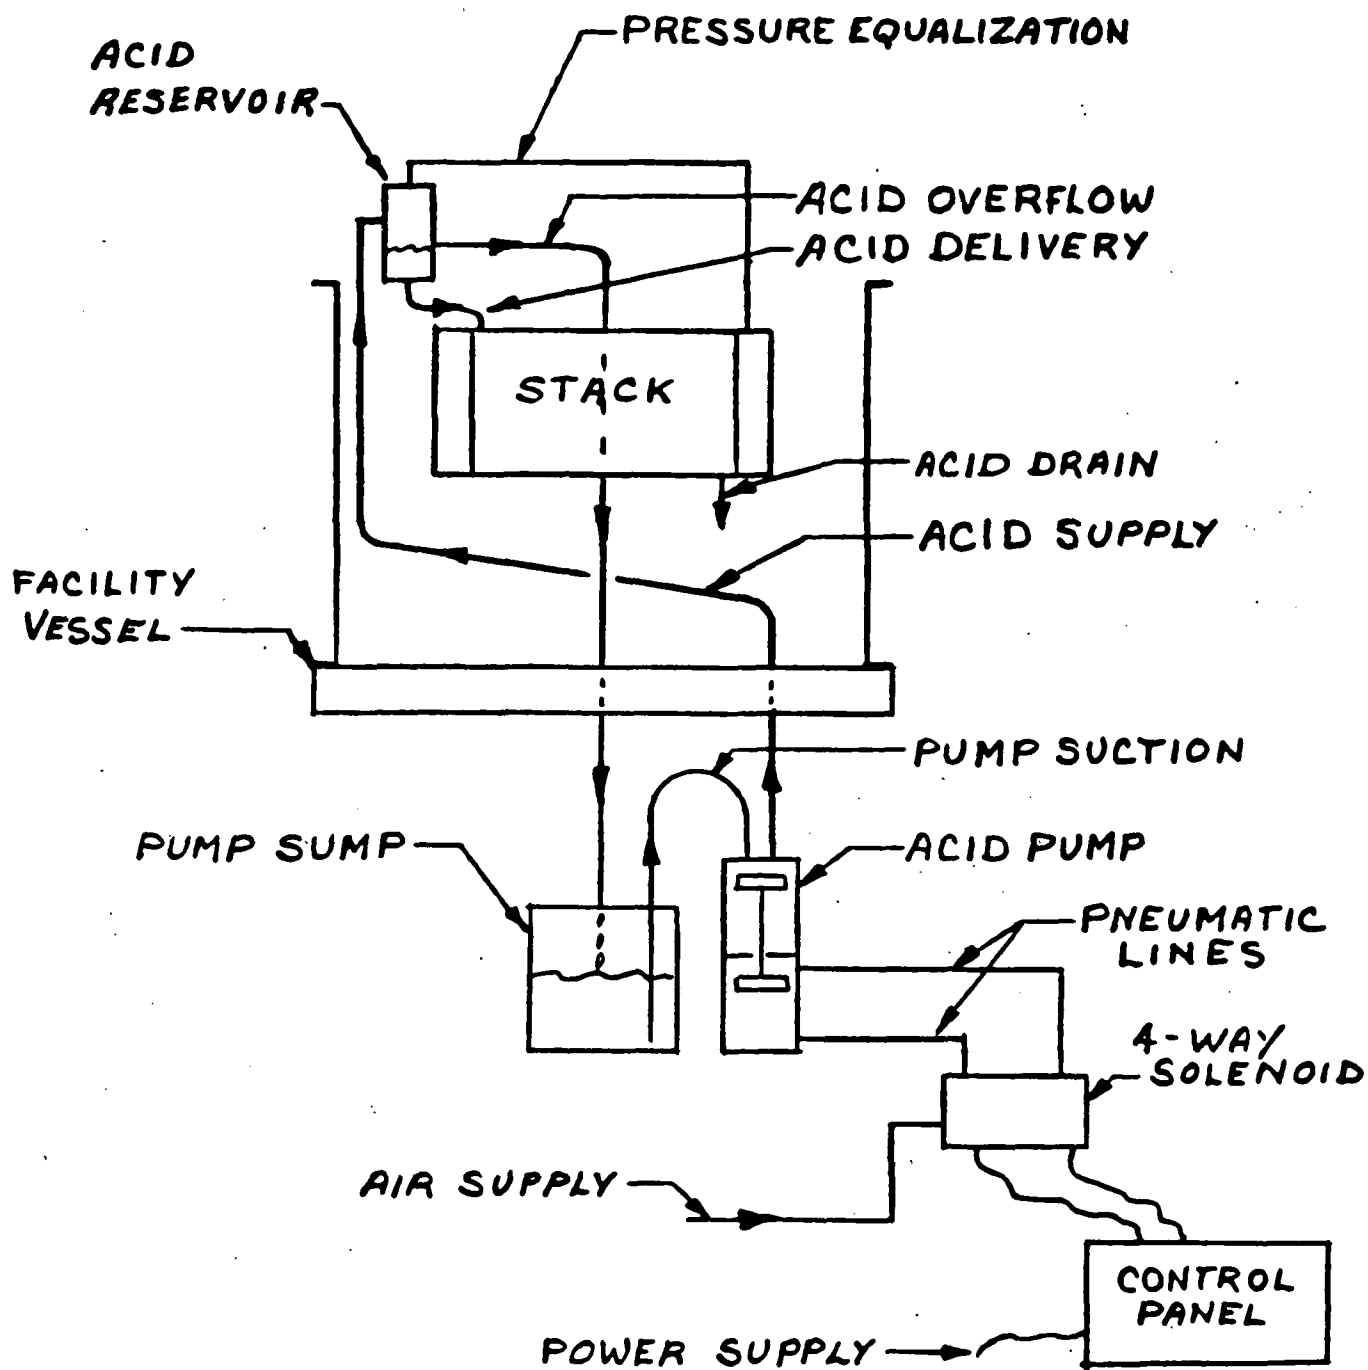 PRESSURE EQUALIZATION
ACID
RESERVOIR
ACID OVERFLOW
ACID DELIVERY
STACK
ACID DRAIN
ACID SUPPLY
FACILITY
VESSEL
PUMP SUCTION
PUMP SUMP
ACID PUMP
PNEUMATIC
LINES
4-WAY
SOLENOID
AIR SUPPLY
CONTROL
PANEL
POWER SUPPLY